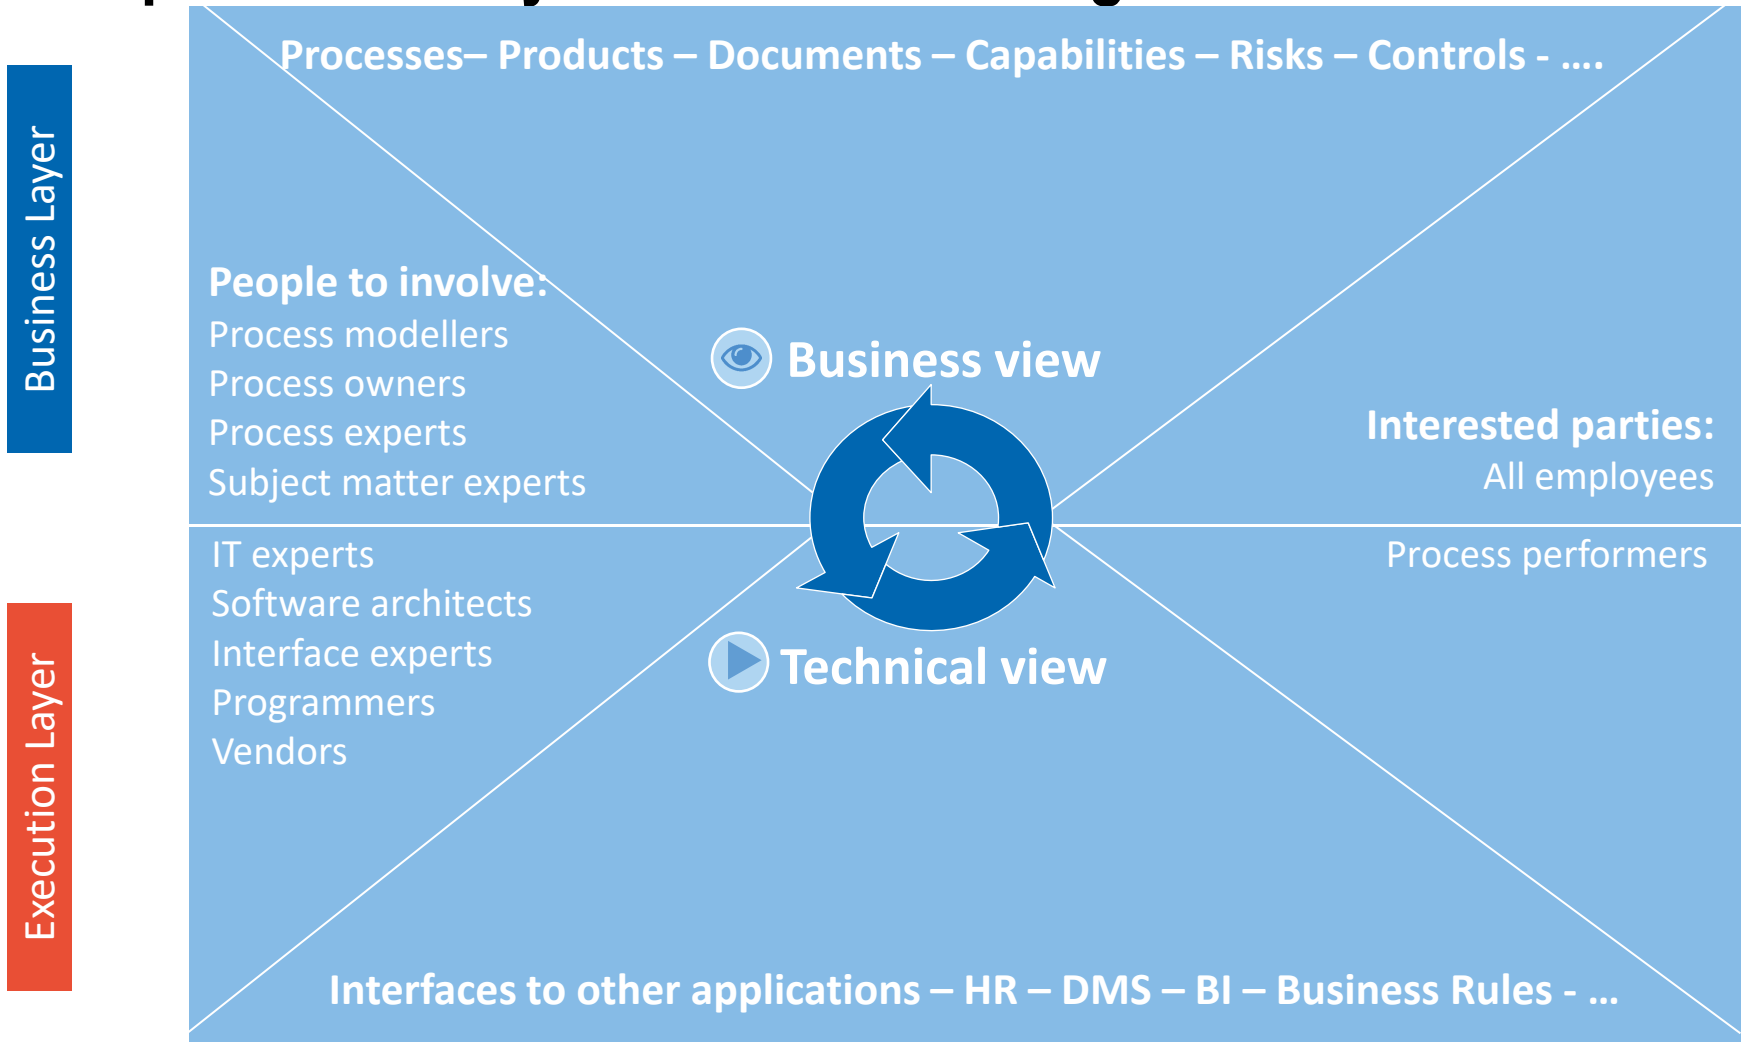 Processes– Products – Documents – Capabilities – Risks – Controls - ....
Business Layer
People to involve:
Process modellers
Process owners
Process experts
Subject matter experts
Business view
Interested parties:
All employees
IT experts
Software architects
Interface experts
Programmers
Vendors
Process performers
Technical view
Execution Layer
Interfaces to other applications – HR – DMS – BI – Business Rules - ...